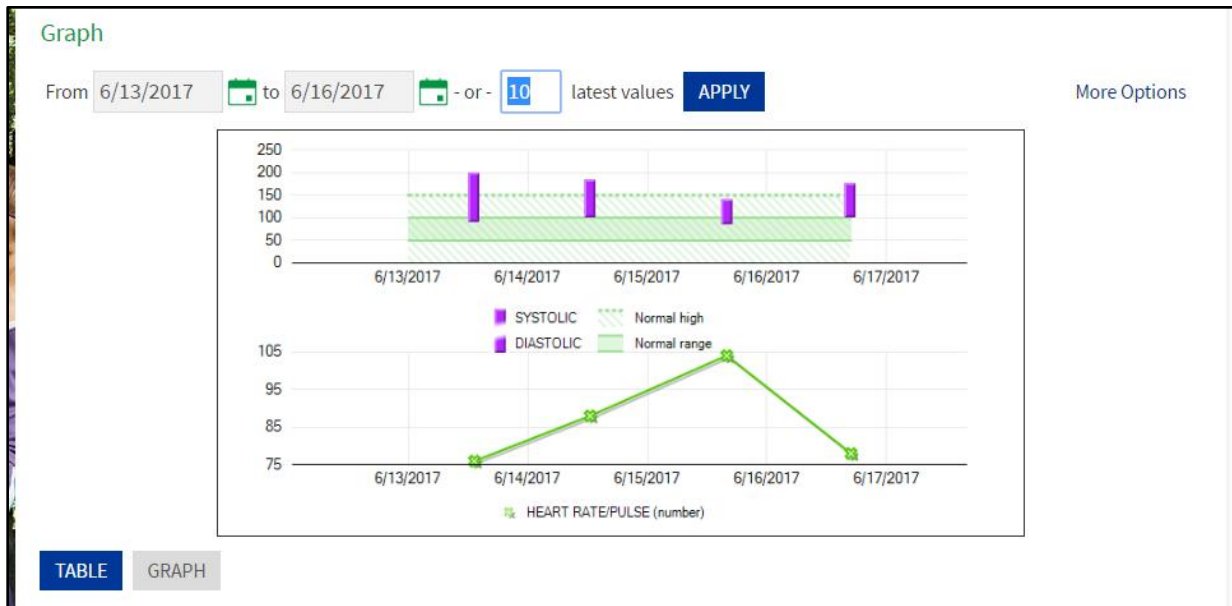 Graph
From 6/13/2017 to 6/16/2017 - or - 10 latest values APPLY More Options
250
200
150
100
50
0
6/13/2017 6/14/2017 6/15/2017 6/16/2017 6/17/2017
SYSTOLIC Normal high
DIASTOLIC Normal range
105
95
85
75
6/13/2017 6/14/2017 6/15/2017 6/16/2017 6/17/2017
HEART RATE/PULSE (number)
TABLE GRAPH